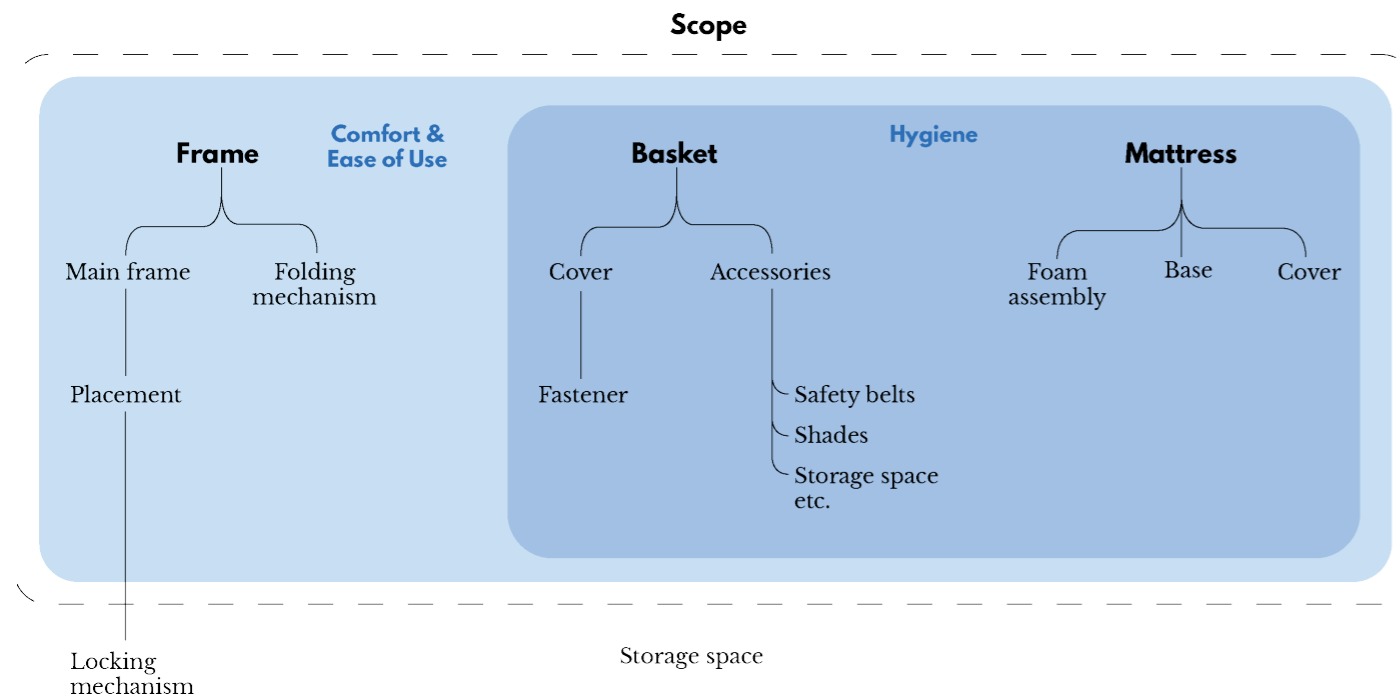 Scope
Comfort &
Ease of Use
Hygiene
Frame
Basket
Mattress
Main frame
Folding
mechanism
Cover
Accessories
Foam
assembly
Base
Cover
Placement
Fastener
Safety belts
Shades
Storage space
etc.
Locking
mechanism
Storage space